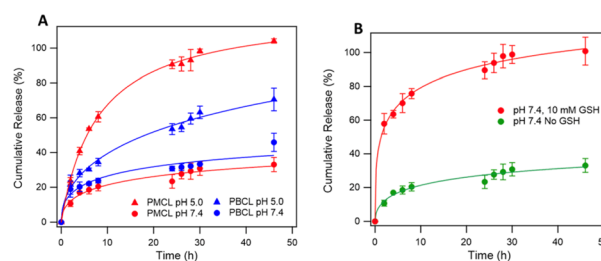 A
Cumulative Release (%)
100
80
60
40
20
0
PMCL pH 5.0 PBCL pH 5.0
PMCL pH 7.4 PBCL pH 7.4
0 10 20 30 40 50
Time (h)
B
Cumulative Release (%)
120
100
80
60
40
20
0
pH 7.4, 10 mM GSH
pH 7.4 No GSH
0 10 20 30 40 50
Time (h)